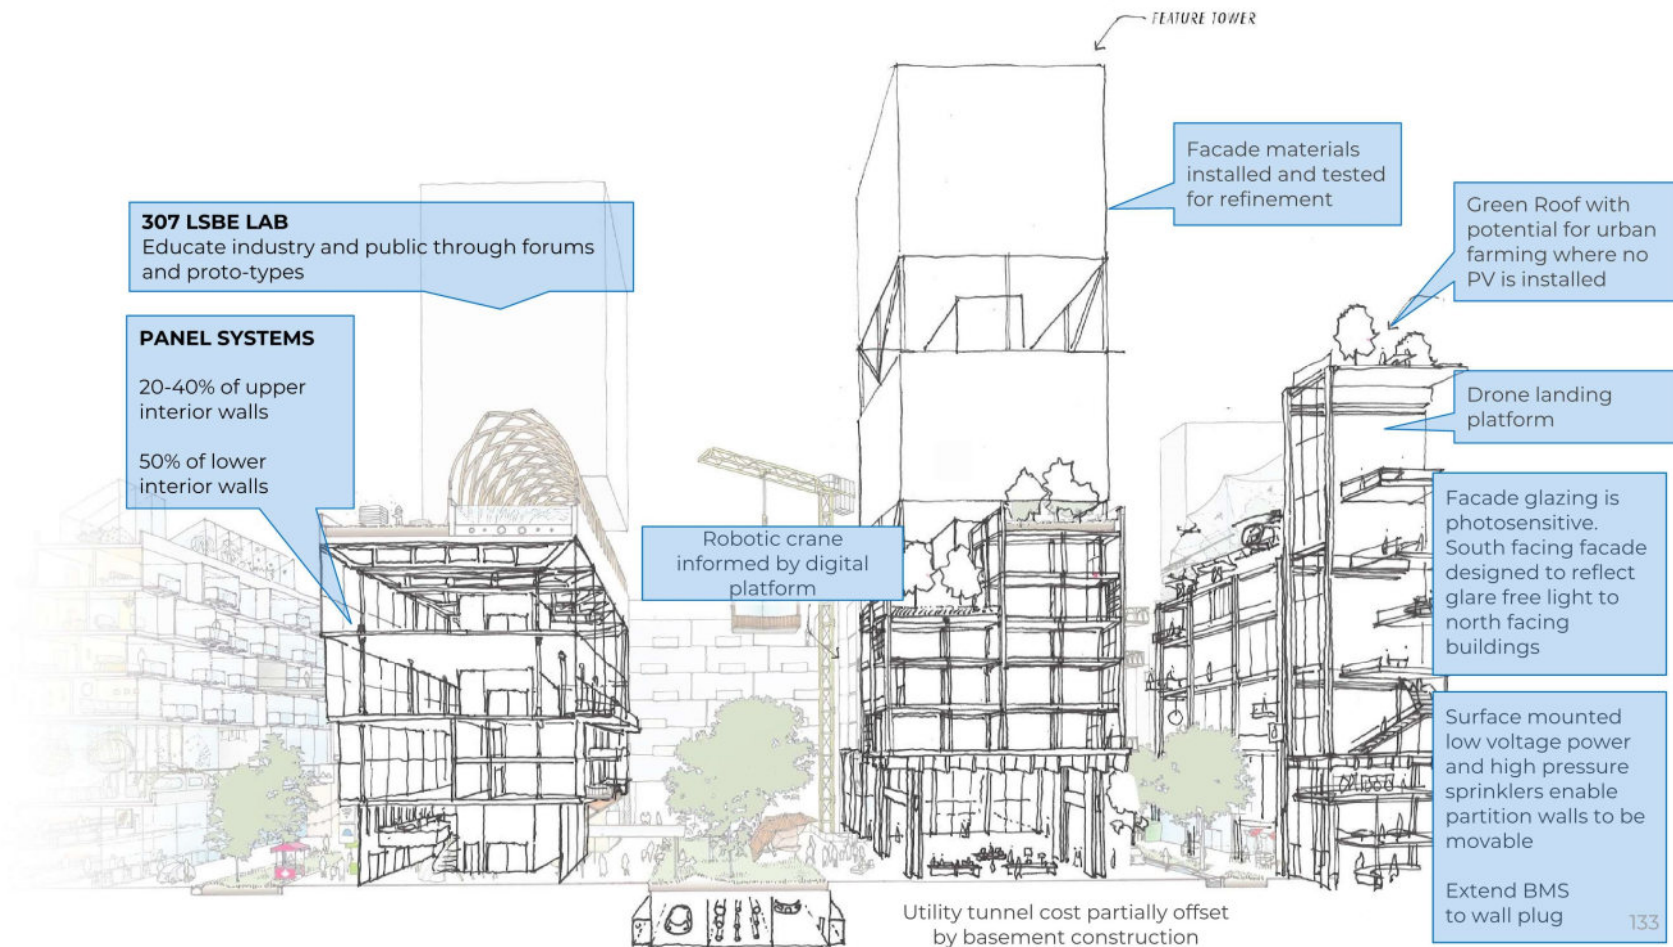 FEATURE TOWER
Facade materials
installed and tested
for refinement
307 LSBE LAB
Educate industry and public through forums
and proto-types
Green Roof with
potential for urban
farming where no
PV is installed
PANEL SYSTEMS
20-40% of upper
interior walls
50% of lower
interior walls
Drone landing
platform
Robotic crane
informed by digital
platform
Facade glazing is
photosensitive.
South facing facade
designed to reflect
glare free light to
north facing
buildings
Surface mounted
low voltage power
and high pressure
sprinklers enable
partition walls to be
movable
Extend BMS
to wall plug
Utility tunnel cost partially offset
by basement construction
133